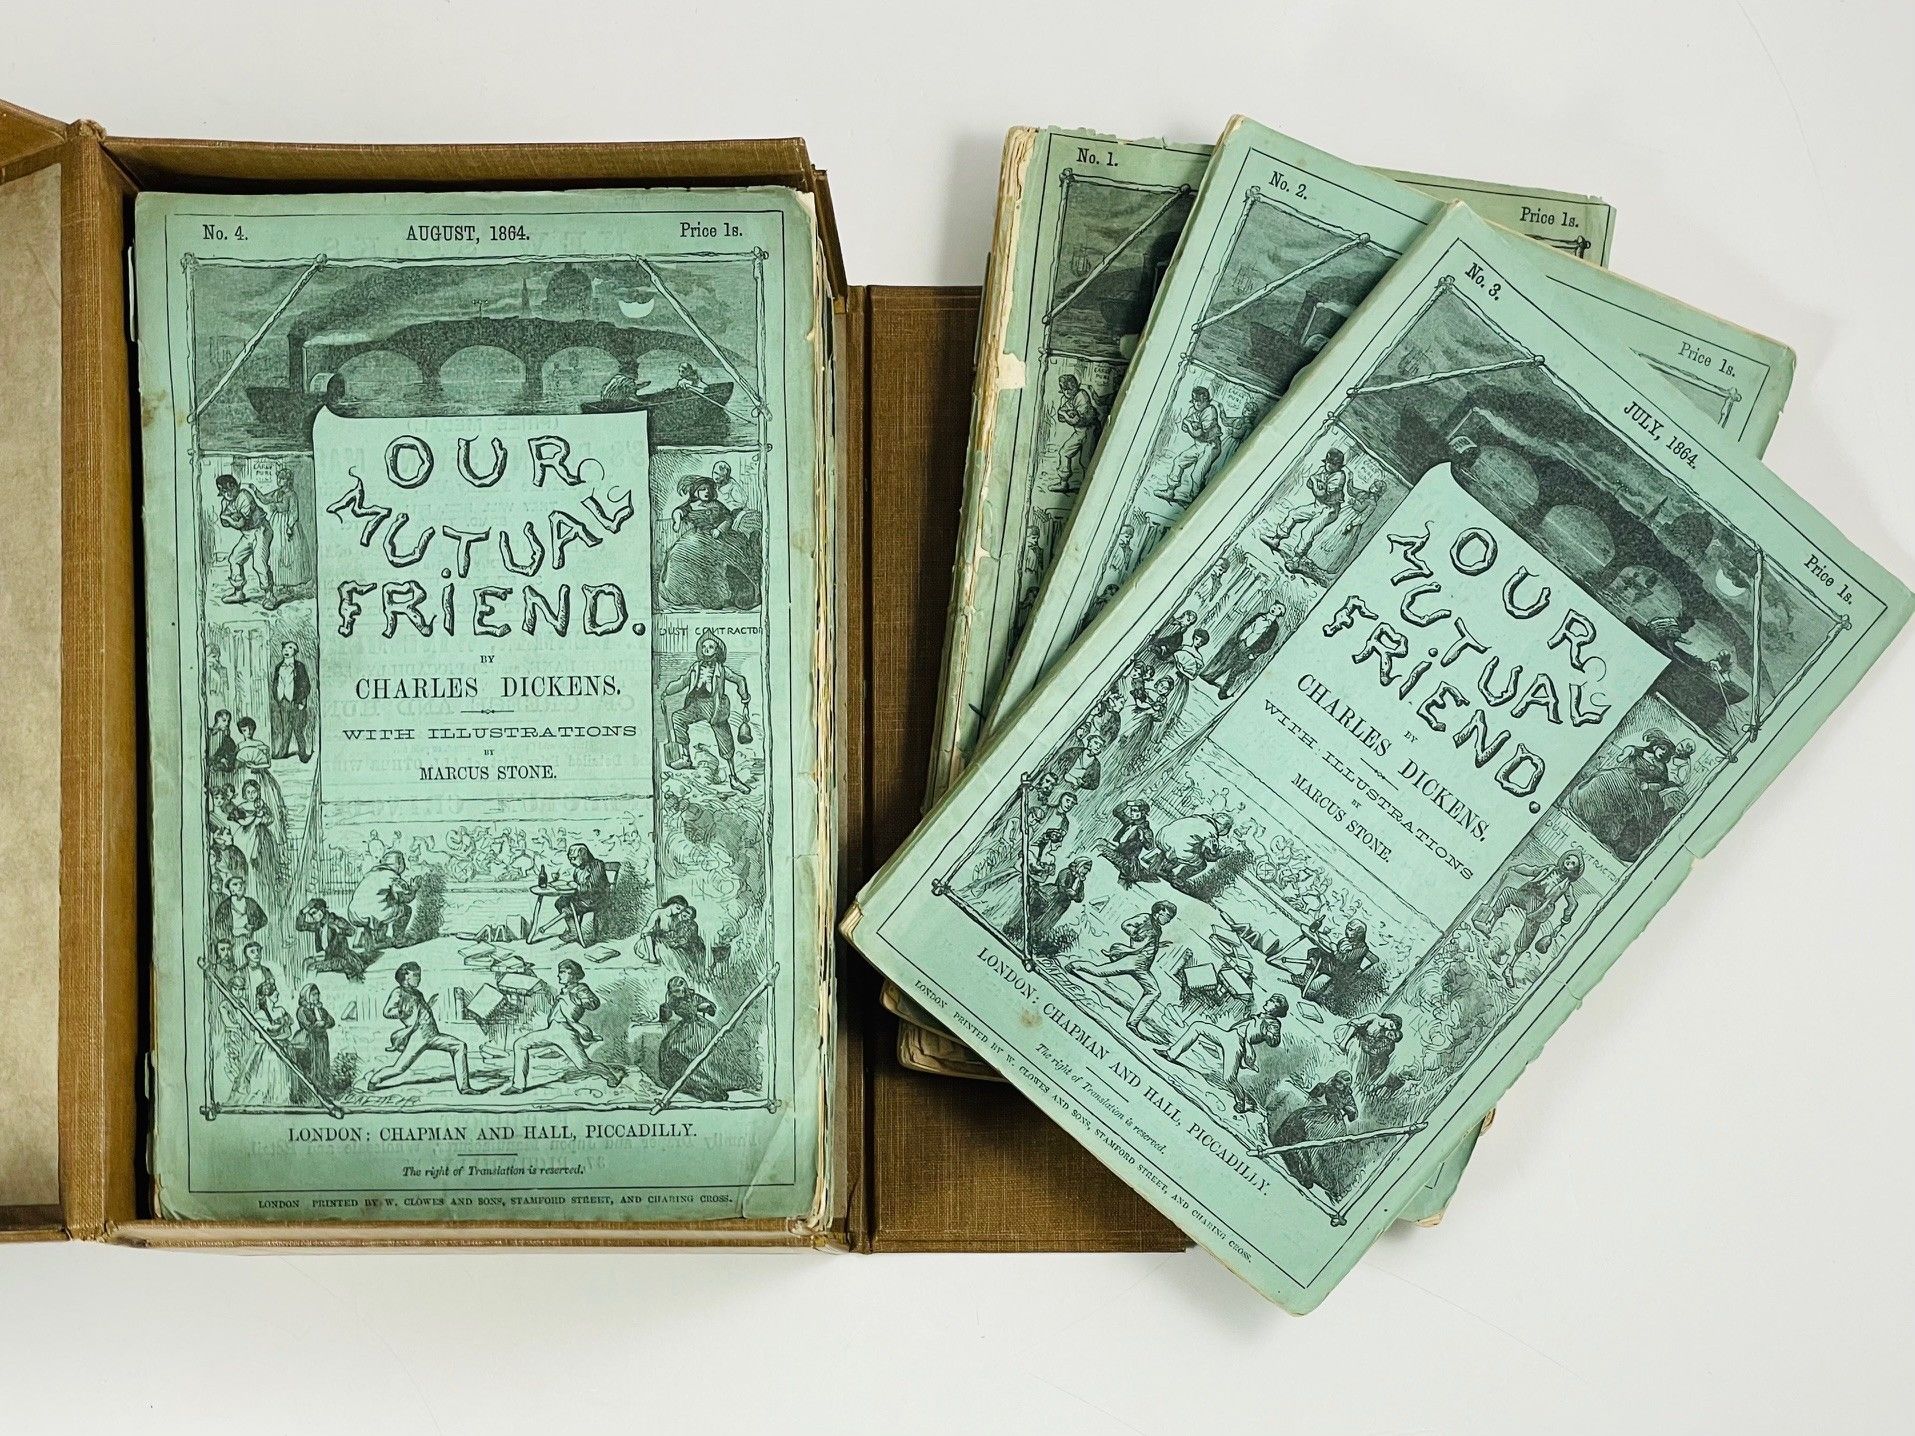 No. 4. AUGUST, 1864. Price 1s.
OUR
MUTUAL
FRiEND.
BY
CHARLES DICKENS.
WITH ILLUSTRATIONS
BY
MARCUS STONE.
DUST CONTRACTOR
LONDON: CHAPMAN AND HALL, PICCADILLY.
The right of Translation is reserved.
LONDON PRINTED BY W. CLOWES AND SONS, STAMFORD STREET, AND CHARING CROSS.
No. 1. Price 1s.
No. 2. Price 1s.
No. 3. JULY, 1864. Price 1s.
OUR
MUTUAL
FRiEND.
BY
CHARLES DICKENS.
WITH ILLUSTRATIONS
BY
MARCUS STONE.
DUST CONTRACTOR
LONDON: CHAPMAN AND HALL, PICCADILLY.
The right of Translation is reserved.
LONDON PRINTED BY W. CLOWES AND SONS, STAMFORD STREET, AND CHARING CROSS.